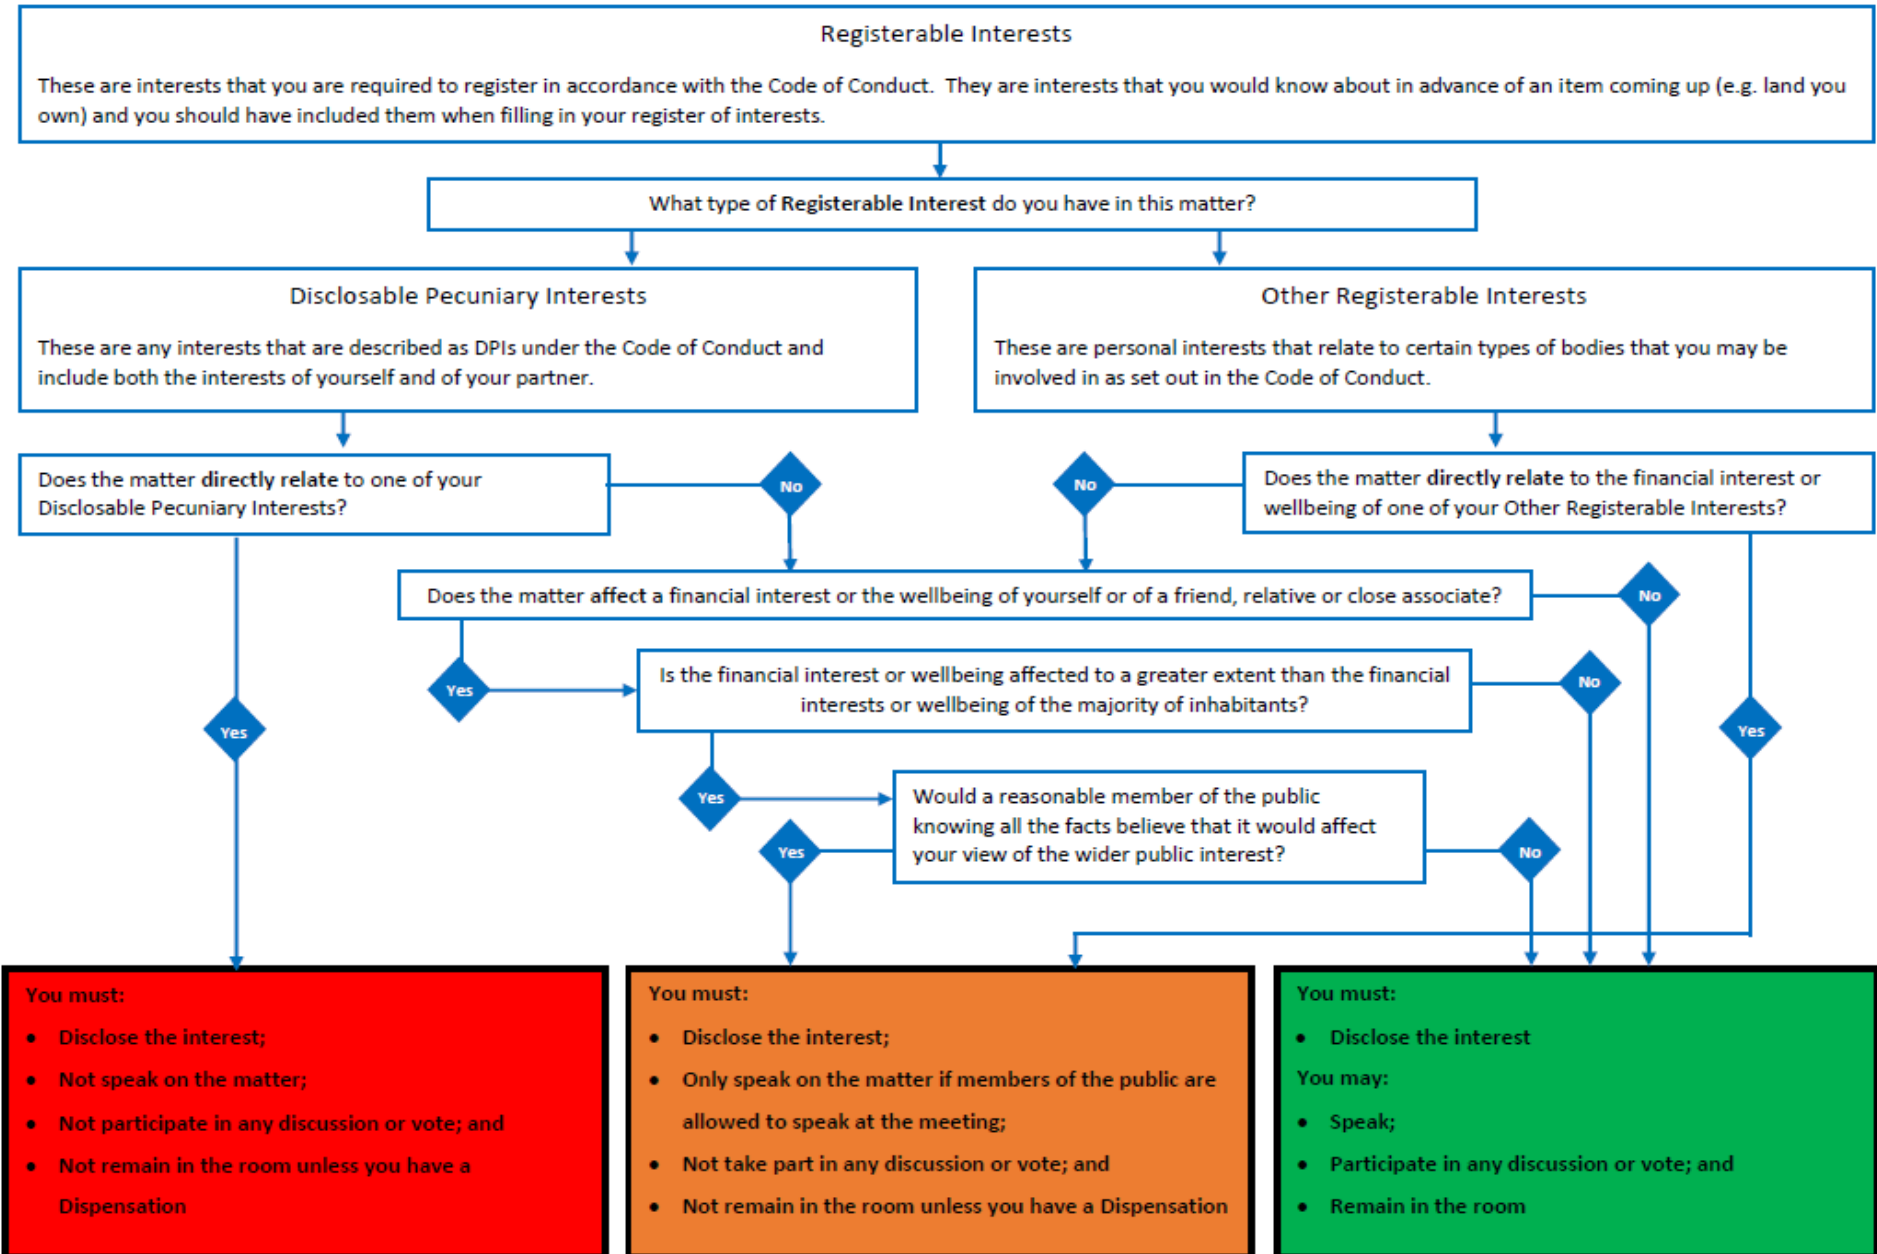 Registerable Interests
These are interests that you are required to register in accordance with the Code of Conduct. They are interests that you would know about in advance of an item coming up (e.g. land you
own) and you should have included them when filling in your register of interests.
What type of Registerable Interest do you have in this matter?
Disclosable Pecuniary Interests
These are any interests that are described as DPIs under the Code of Conduct and
include both the interests of yourself and of your partner.
Other Registerable Interests
These are personal interests that relate to certain types of bodies that you may be
involved in as set out in the Code of Conduct.
Does the matter directly relate to one of your
Disclosable Pecuniary Interests?
No
No
Does the matter directly relate to the financial interest or
wellbeing of one of your Other Registerable Interests?
Does the matter affect a financial interest or the wellbeing of yourself or of a friend, relative or close associate?
No
Yes
Is the financial interest or wellbeing affected to a greater extent than the financial
interests or wellbeing of the majority of inhabitants?
No
Yes
Yes
Yes
Would a reasonable member of the public
knowing all the facts believe that it would affect
your view of the wider public interest?
Yes
No
You must:
• Disclose the interest;
• Not speak on the matter;
• Not participate in any discussion or vote; and
• Not remain in the room unless you have a
Dispensation
You must:
• Disclose the interest;
• Only speak on the matter if members of the public are
allowed to speak at the meeting;
• Not take part in any discussion or vote; and
• Not remain in the room unless you have a Dispensation
You must:
• Disclose the interest
You may:
• Speak;
• Participate in any discussion or vote; and
• Remain in the room